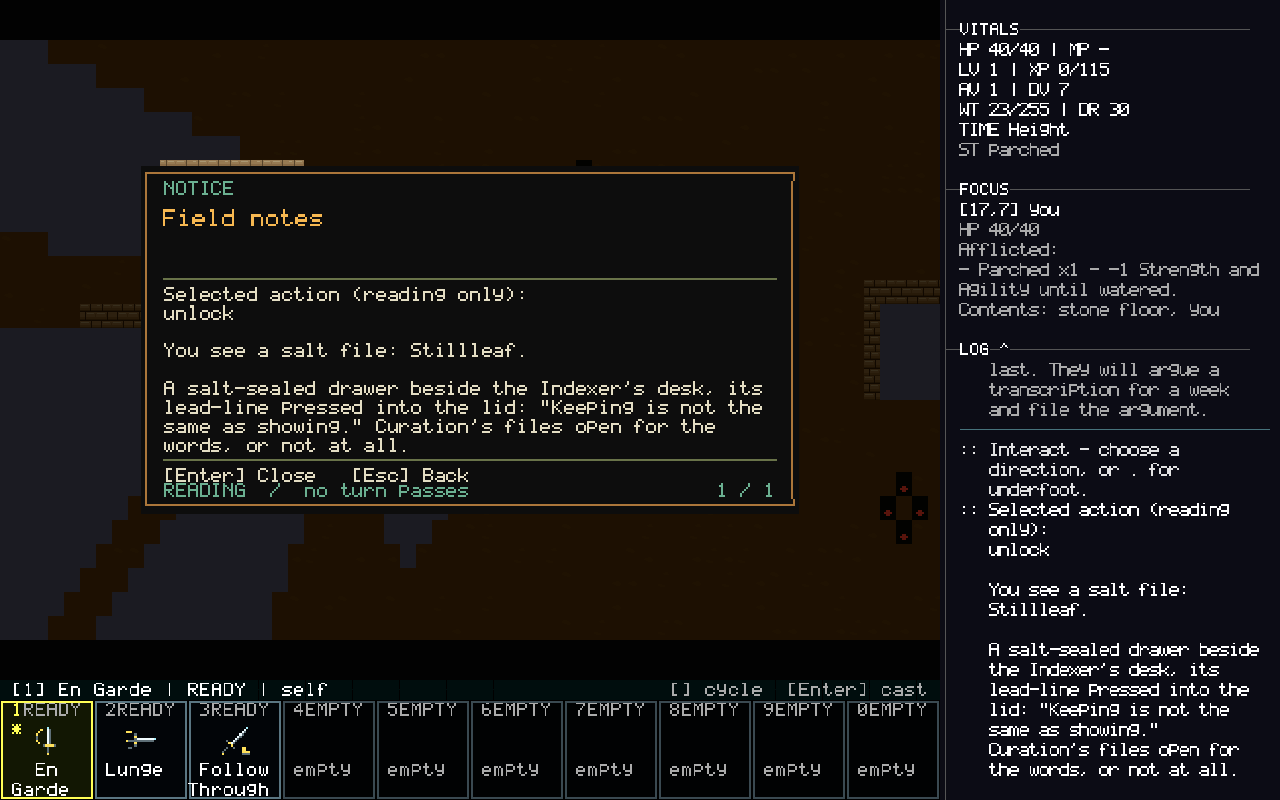 NOTICE
Field notes
Selected action (reading only):
unlock
You see a salt file: Stillleaf.
A salt-sealed drawer beside the Indexer's desk, its
lead-line pressed into the lid: "Keeping is not the
same as showing." Curation's files open for the
words, or not at all.
[Enter] Close [Esc] Back
READING / no turn passes 1 / 1
[1] En Garde | READY | self [] cycle [Enter] cast
1READY 2READY 3READY 4EMPTY 5EMPTY 6EMPTY 7EMPTY 8EMPTY 9EMPTY 0EMPTY
*
En Garde
Lunge
Follow Through
empty empty empty empty empty empty empty
VITALS
HP 40/40 | MP -
LV 1 | XP 0/115
AV 1 | DV 7
WT 23/255 | DR 30
TIME Height
ST Parched
FOCUS
[17,7] You
HP 40/40
Afflicted:
- Parched x1 - -1 Strength and
Agility until watered.
Contents: stone floor, you
LOG ^
last. They will argue a
transcription for a week
and file the argument.
:: Interact - choose a
direction, or . for
underfoot.
:: Selected action (reading
only):
unlock
You see a salt file:
Stillleaf.
A salt-sealed drawer beside
the Indexer's desk, its
lead-line pressed into the
lid: "Keeping is not the
same as showing."
Curation's files open for
the words, or not at all.